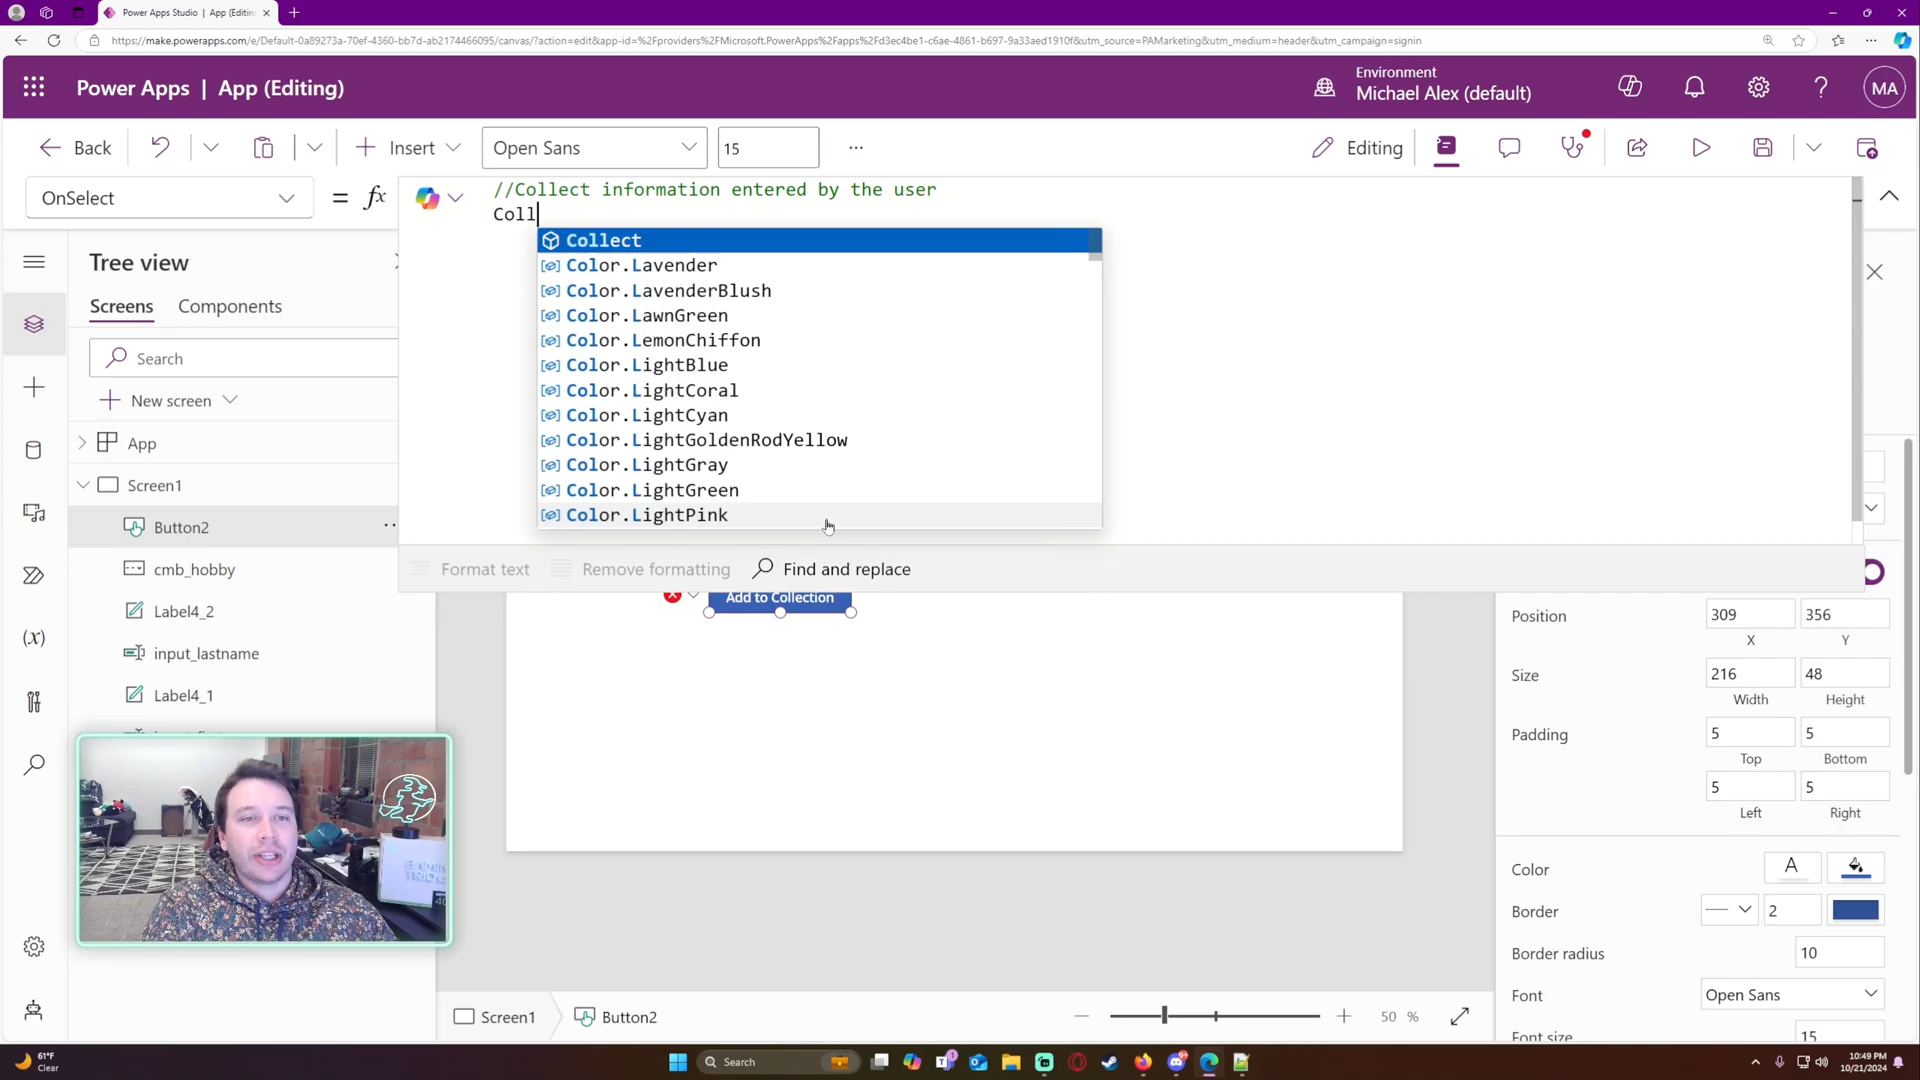 Power Apps Studio | App (Editin
https://make.powerapps.com/e/Default-0a89273a-70ef-4360-bb7d-ab2174466095/canvas/?action=edit&app-id=%2Fproviders%2FMicrosoft.PowerApps%2Fapps%2Fd3ec4be1-c6ae-4861-b697-9a33aed1910f&utm_source=PAMarketing&utm_medium=header&utm_campaign=signin
Power Apps | App (Editing)
Environment
Michael Alex (default)
MA
Back
Insert
Open Sans
15
Editing
OnSelect
= fx
//Collect information entered by the user
Coll
Collect
Color.Lavender
Color.LavenderBlush
Color.LawnGreen
Color.LemonChiffon
Color.LightBlue
Color.LightCoral
Color.LightCyan
Color.LightGoldenRodYellow
Color.LightGray
Color.LightGreen
Color.LightPink
Format text
Remove formatting
Find and replace
Tree view
Screens
Components
Search
New screen
App
Screen1
Button2
cmb_hobby
Label4_2
input_lastname
Label4_1
Add to Collection
Position
309
356
X
Y
Size
216
48
Width
Height
Padding
5
5
Top
Bottom
5
5
Left
Right
Color
A
Border
2
Border radius
10
Font
Open Sans
Font size
15
Screen1
Button2
50 %
61°F
Clear
Search
10:49 PM
10/21/2024